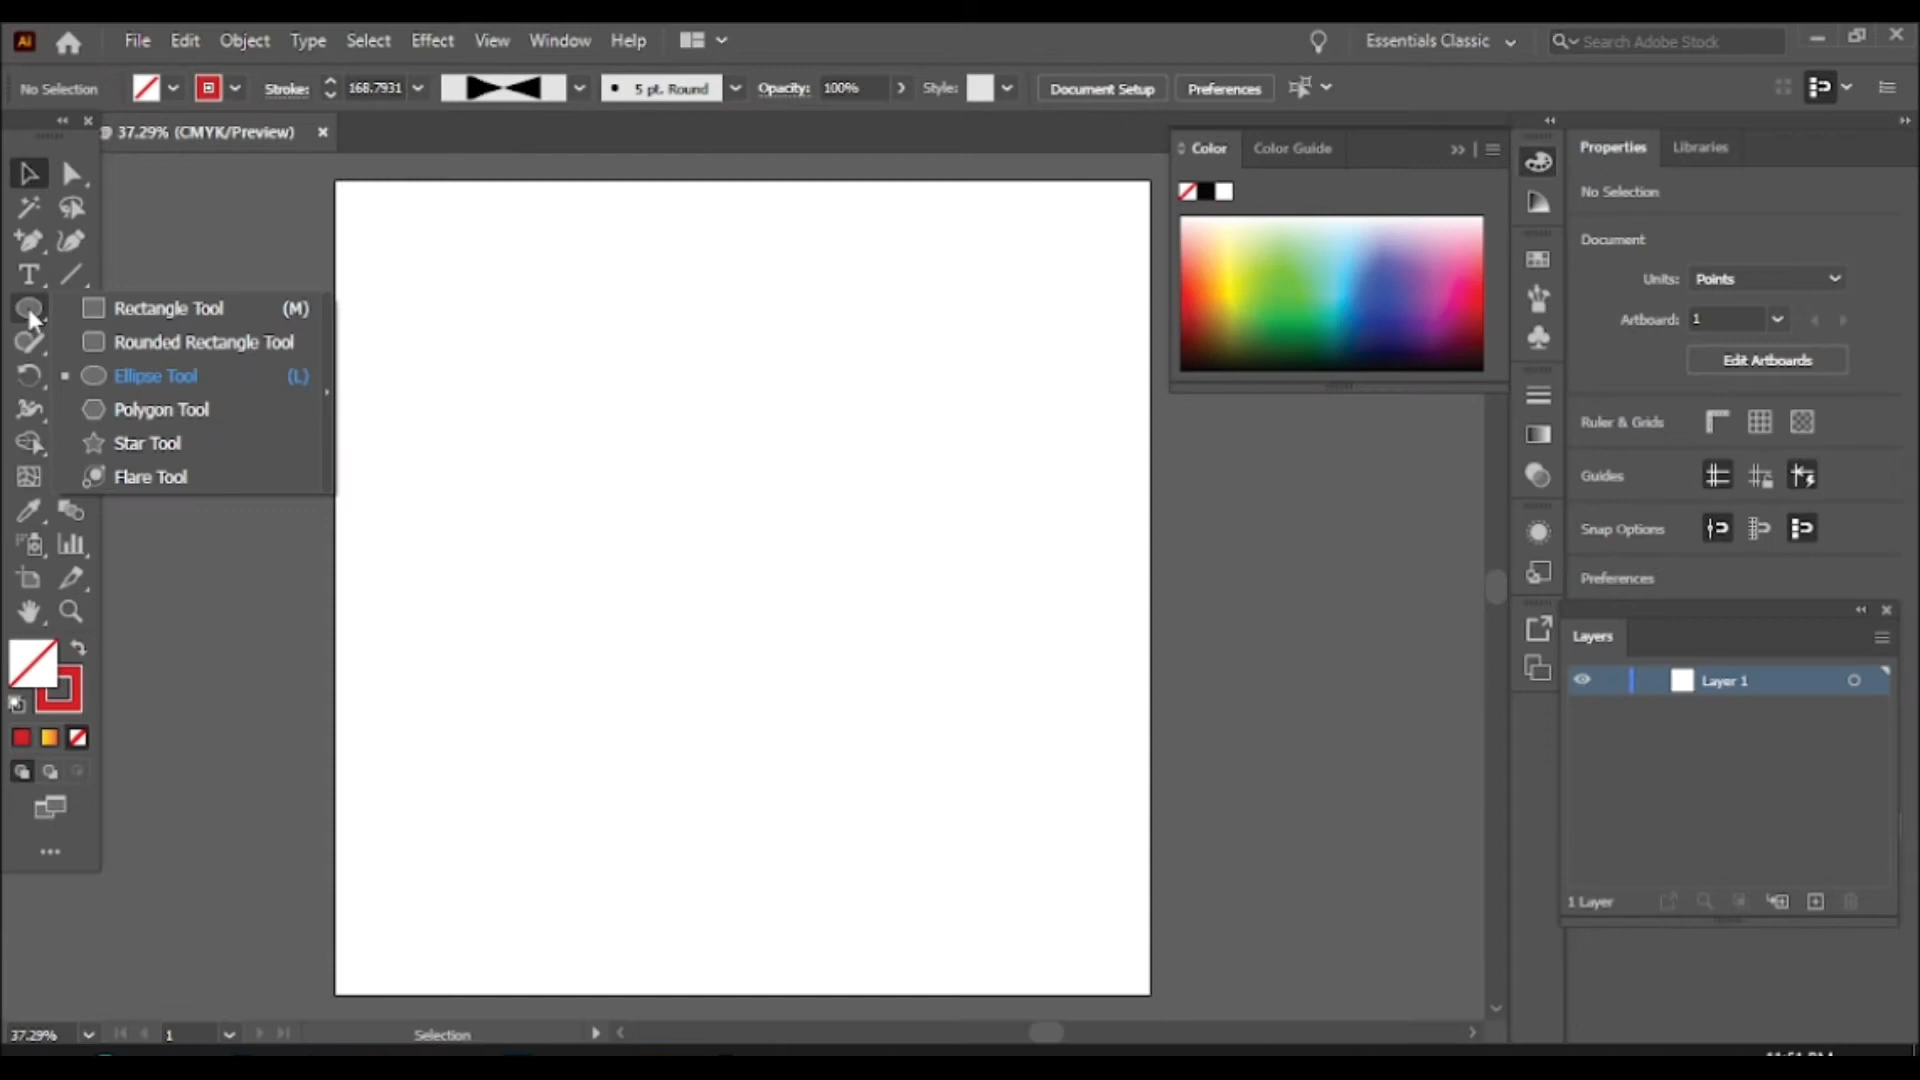 Ai File Edit Object Type Select Effect View Window Help Essentials Classic Search Adobe Stock
No Selection Stroke: 168.7931 5 pt. Round Opacity: 100% Style: Document Setup Preferences
37.29% (CMYK/Preview)
Color Color Guide
Properties Libraries
No Selection
Document
Units: Points
Artboard: 1
Edit Artboards
Ruler & Grids
Guides
Snap Options
Preferences
Rectangle Tool (M)
Rounded Rectangle Tool
Ellipse Tool (L)
Polygon Tool
Star Tool
Flare Tool
Layers
Layer 1
1 Layer
37.29% 1 Selection